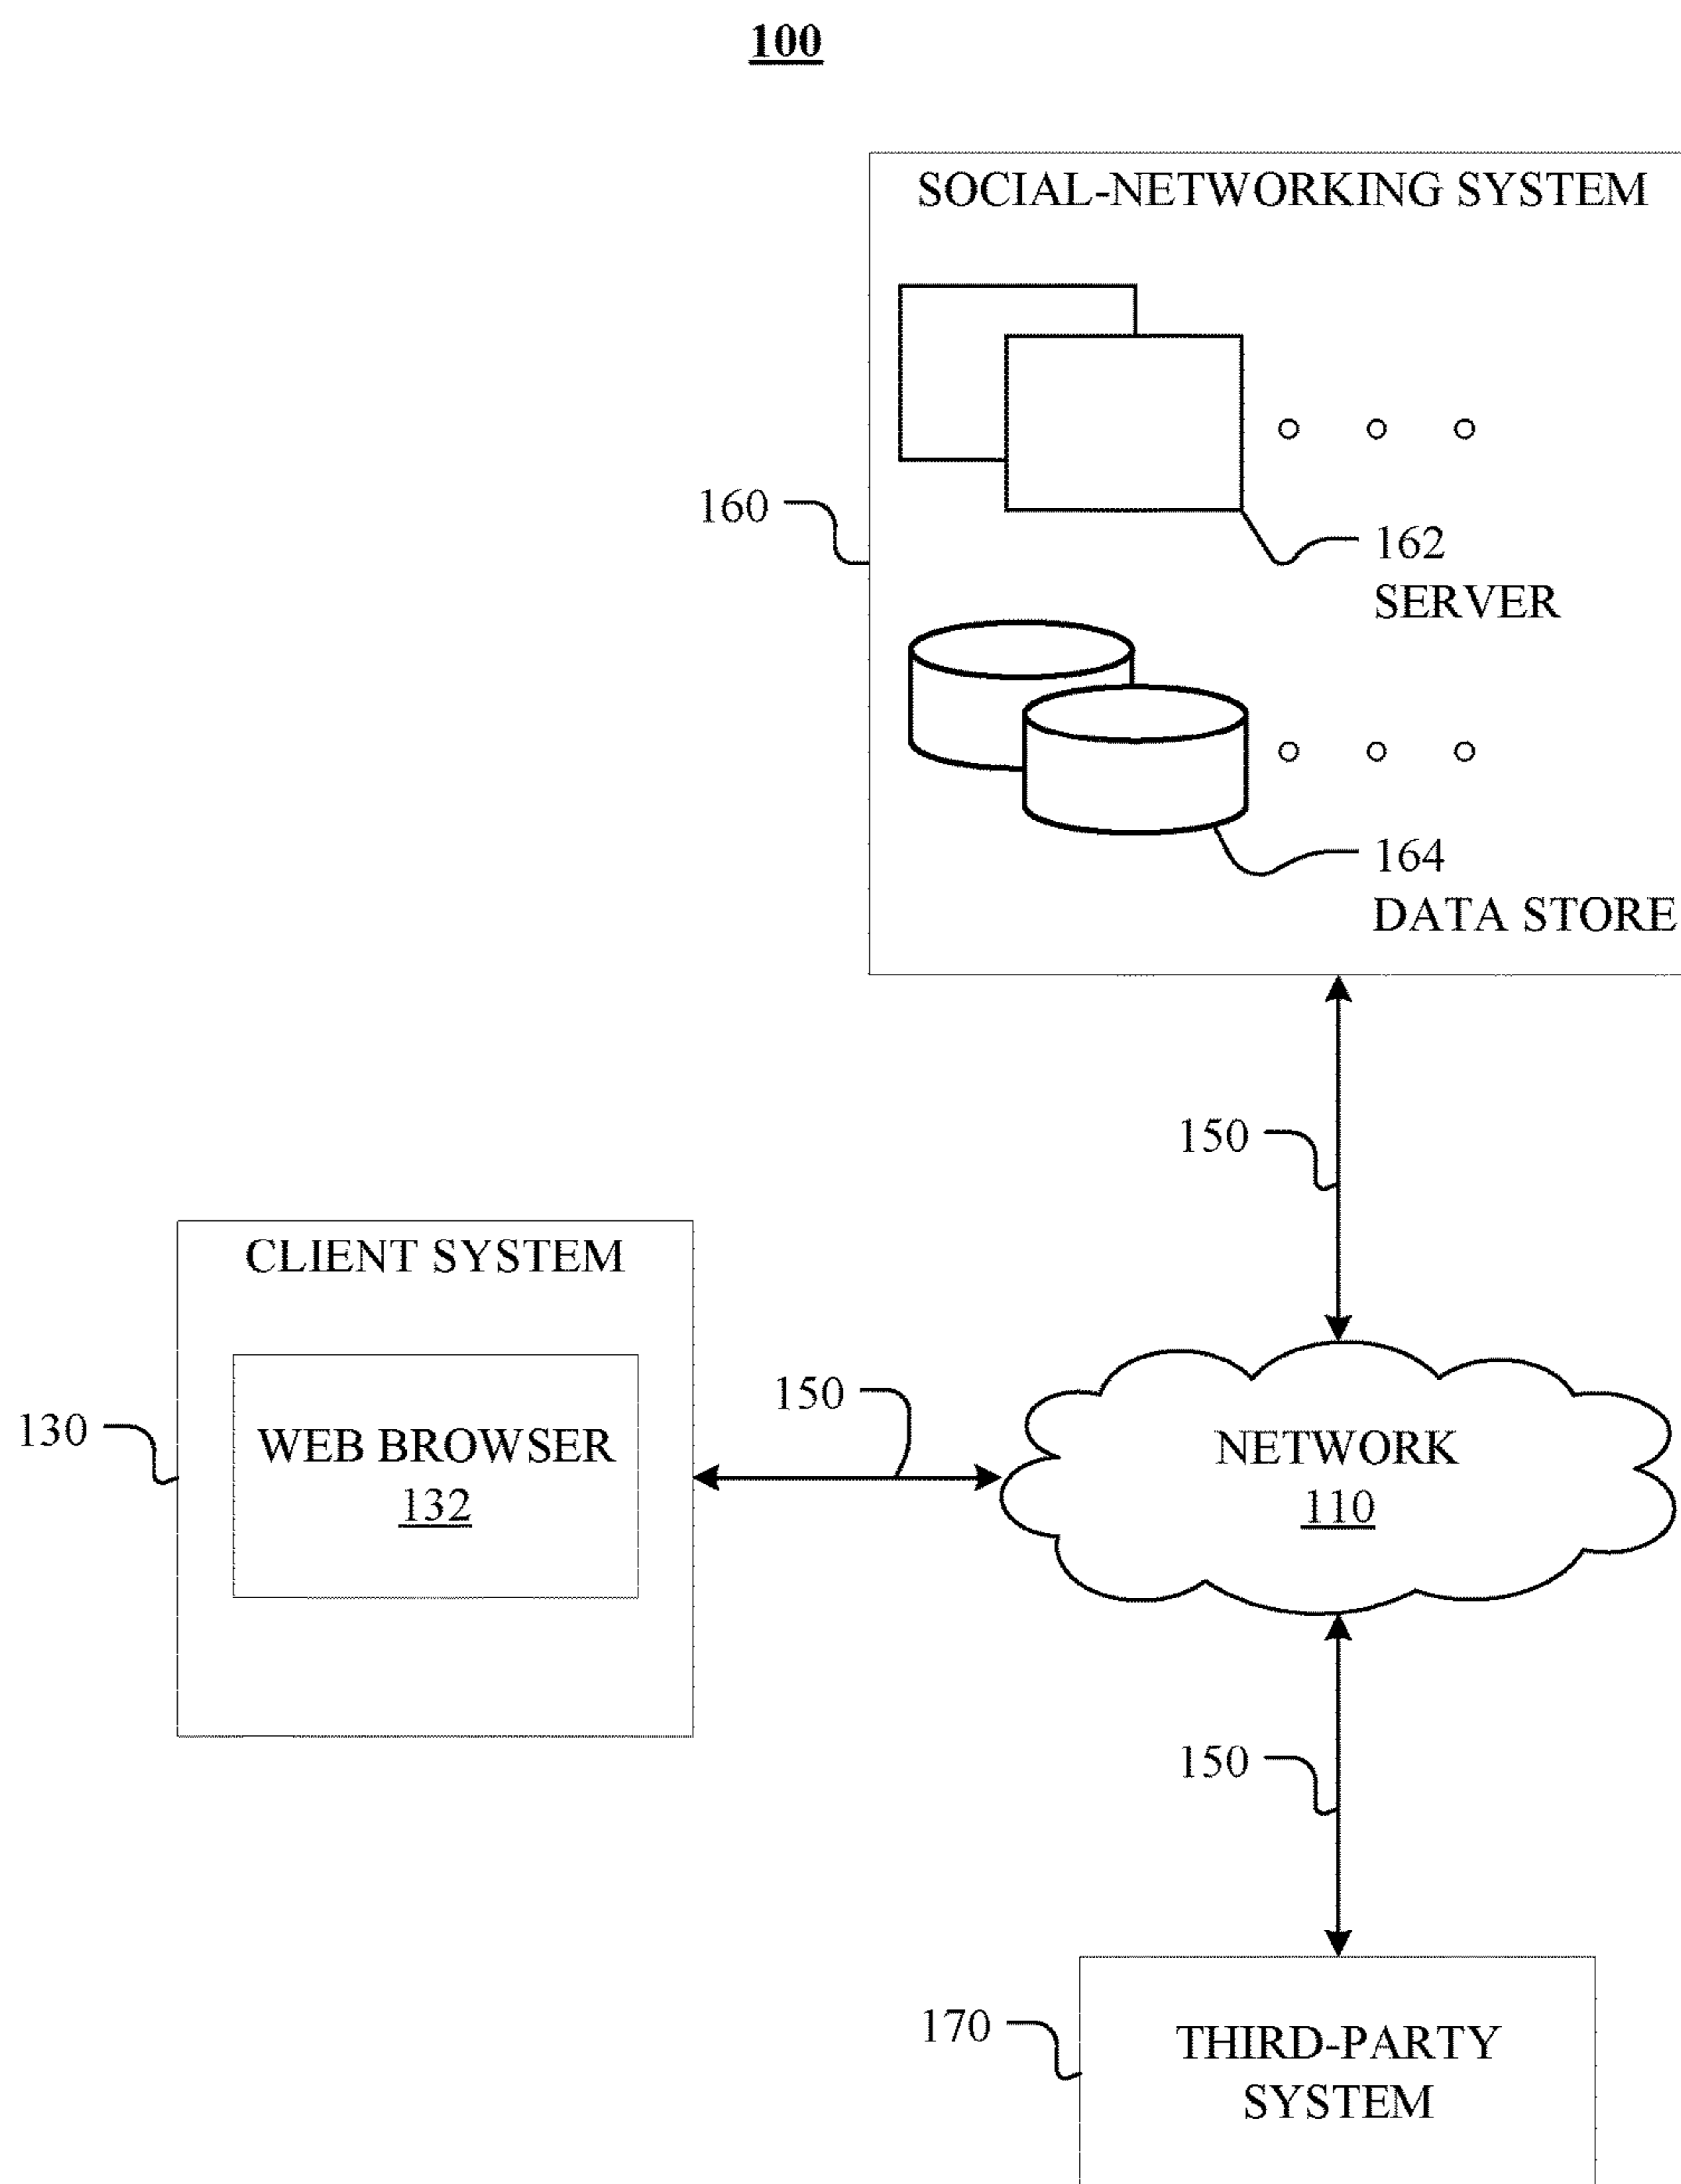 100
SOCIAL-NETWORKING SYSTEM
160
162
SERVER
164
DATA STORE
150
CLIENT SYSTEM
130
WEB BROWSER
132
150
NETWORK
110
150
170
THIRD-PARTY
SYSTEM